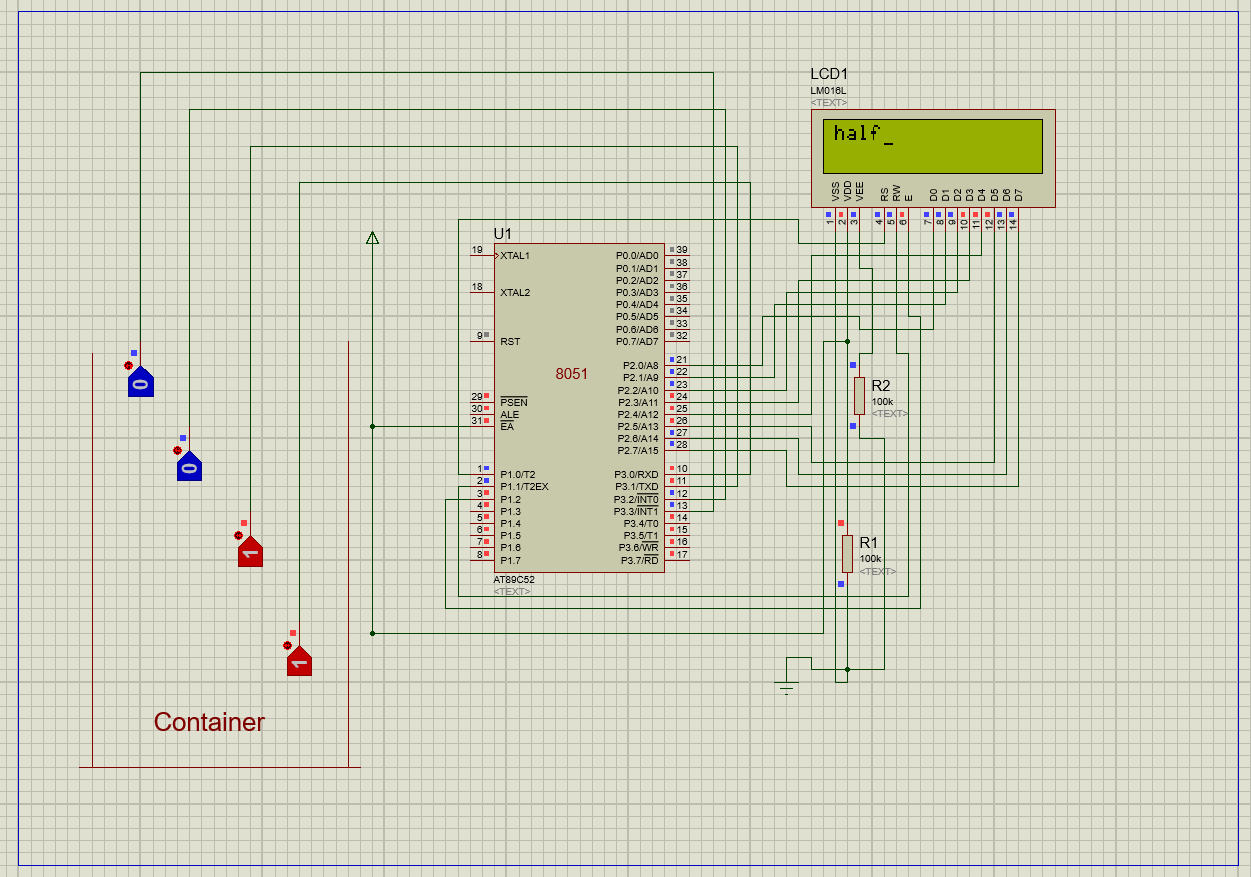 LCD1
LM016L
<TEXT>
half_
VSS
VDD
VEE
RS
RW
E
D0
D1
D2
D3
D4
D5
D6
D7
1
2
3
4
5
6
7
8
9
10
11
12
13
14
U1
19 XTAL1
18 XTAL2
9 RST
29 PSEN
30 ALE
31 EA
1 P1.0/T2
2 P1.1/T2EX
3 P1.2
4 P1.3
5 P1.4
6 P1.5
7 P1.6
8 P1.7
8051
P0.0/AD0 39
P0.1/AD1 38
P0.2/AD2 37
P0.3/AD3 36
P0.4/AD4 35
P0.5/AD5 34
P0.6/AD6 33
P0.7/AD7 32
P2.0/A8 21
P2.1/A9 22
P2.2/A10 23
P2.3/A11 24
P2.4/A12 25
P2.5/A13 26
P2.6/A14 27
P2.7/A15 28
P3.0/RXD 10
P3.1/TXD 11
P3.2/INT0 12
P3.3/INT1 13
P3.4/T0 14
P3.5/T1 15
P3.6/WR 16
P3.7/RD 17
AT89C52
<TEXT>
R2
100k
<TEXT>
R1
100k
<TEXT>
0
0
1
1
Container